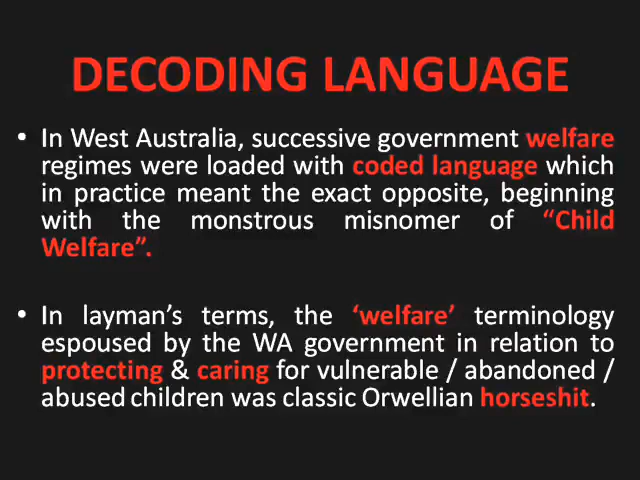 DECODING LANGUAGE
• In West Australia, successive government welfare
regimes were loaded with coded language which
in practice meant the exact opposite, beginning
with the monstrous misnomer of “Child
Welfare”.
• In layman’s terms, the ‘welfare’ terminology
espoused by the WA government in relation to
protecting & caring for vulnerable / abandoned /
abused children was classic Orwellian horseshit.